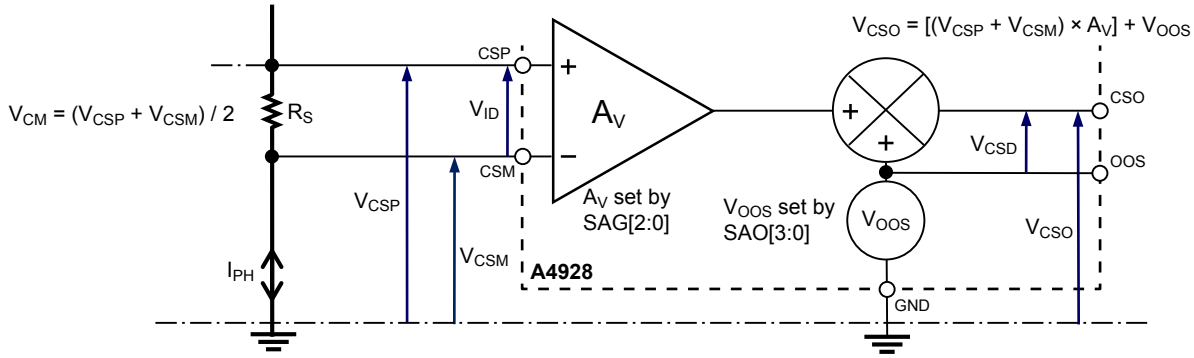 V_CSO = [(V_CSP + V_CSM) × A_V] + V_OOS
V_CM = (V_CSP + V_CSM) / 2
R_S
CSP
+
V_ID
A_V
−
CSM
+
+
CSO
V_CSD
OOS
V_CSP
V_CSM
A_V set by
SAG[2:0]
V_OOS set by
SAO[3:0]
V_OOS
V_CSO
I_PH
A4928
GND